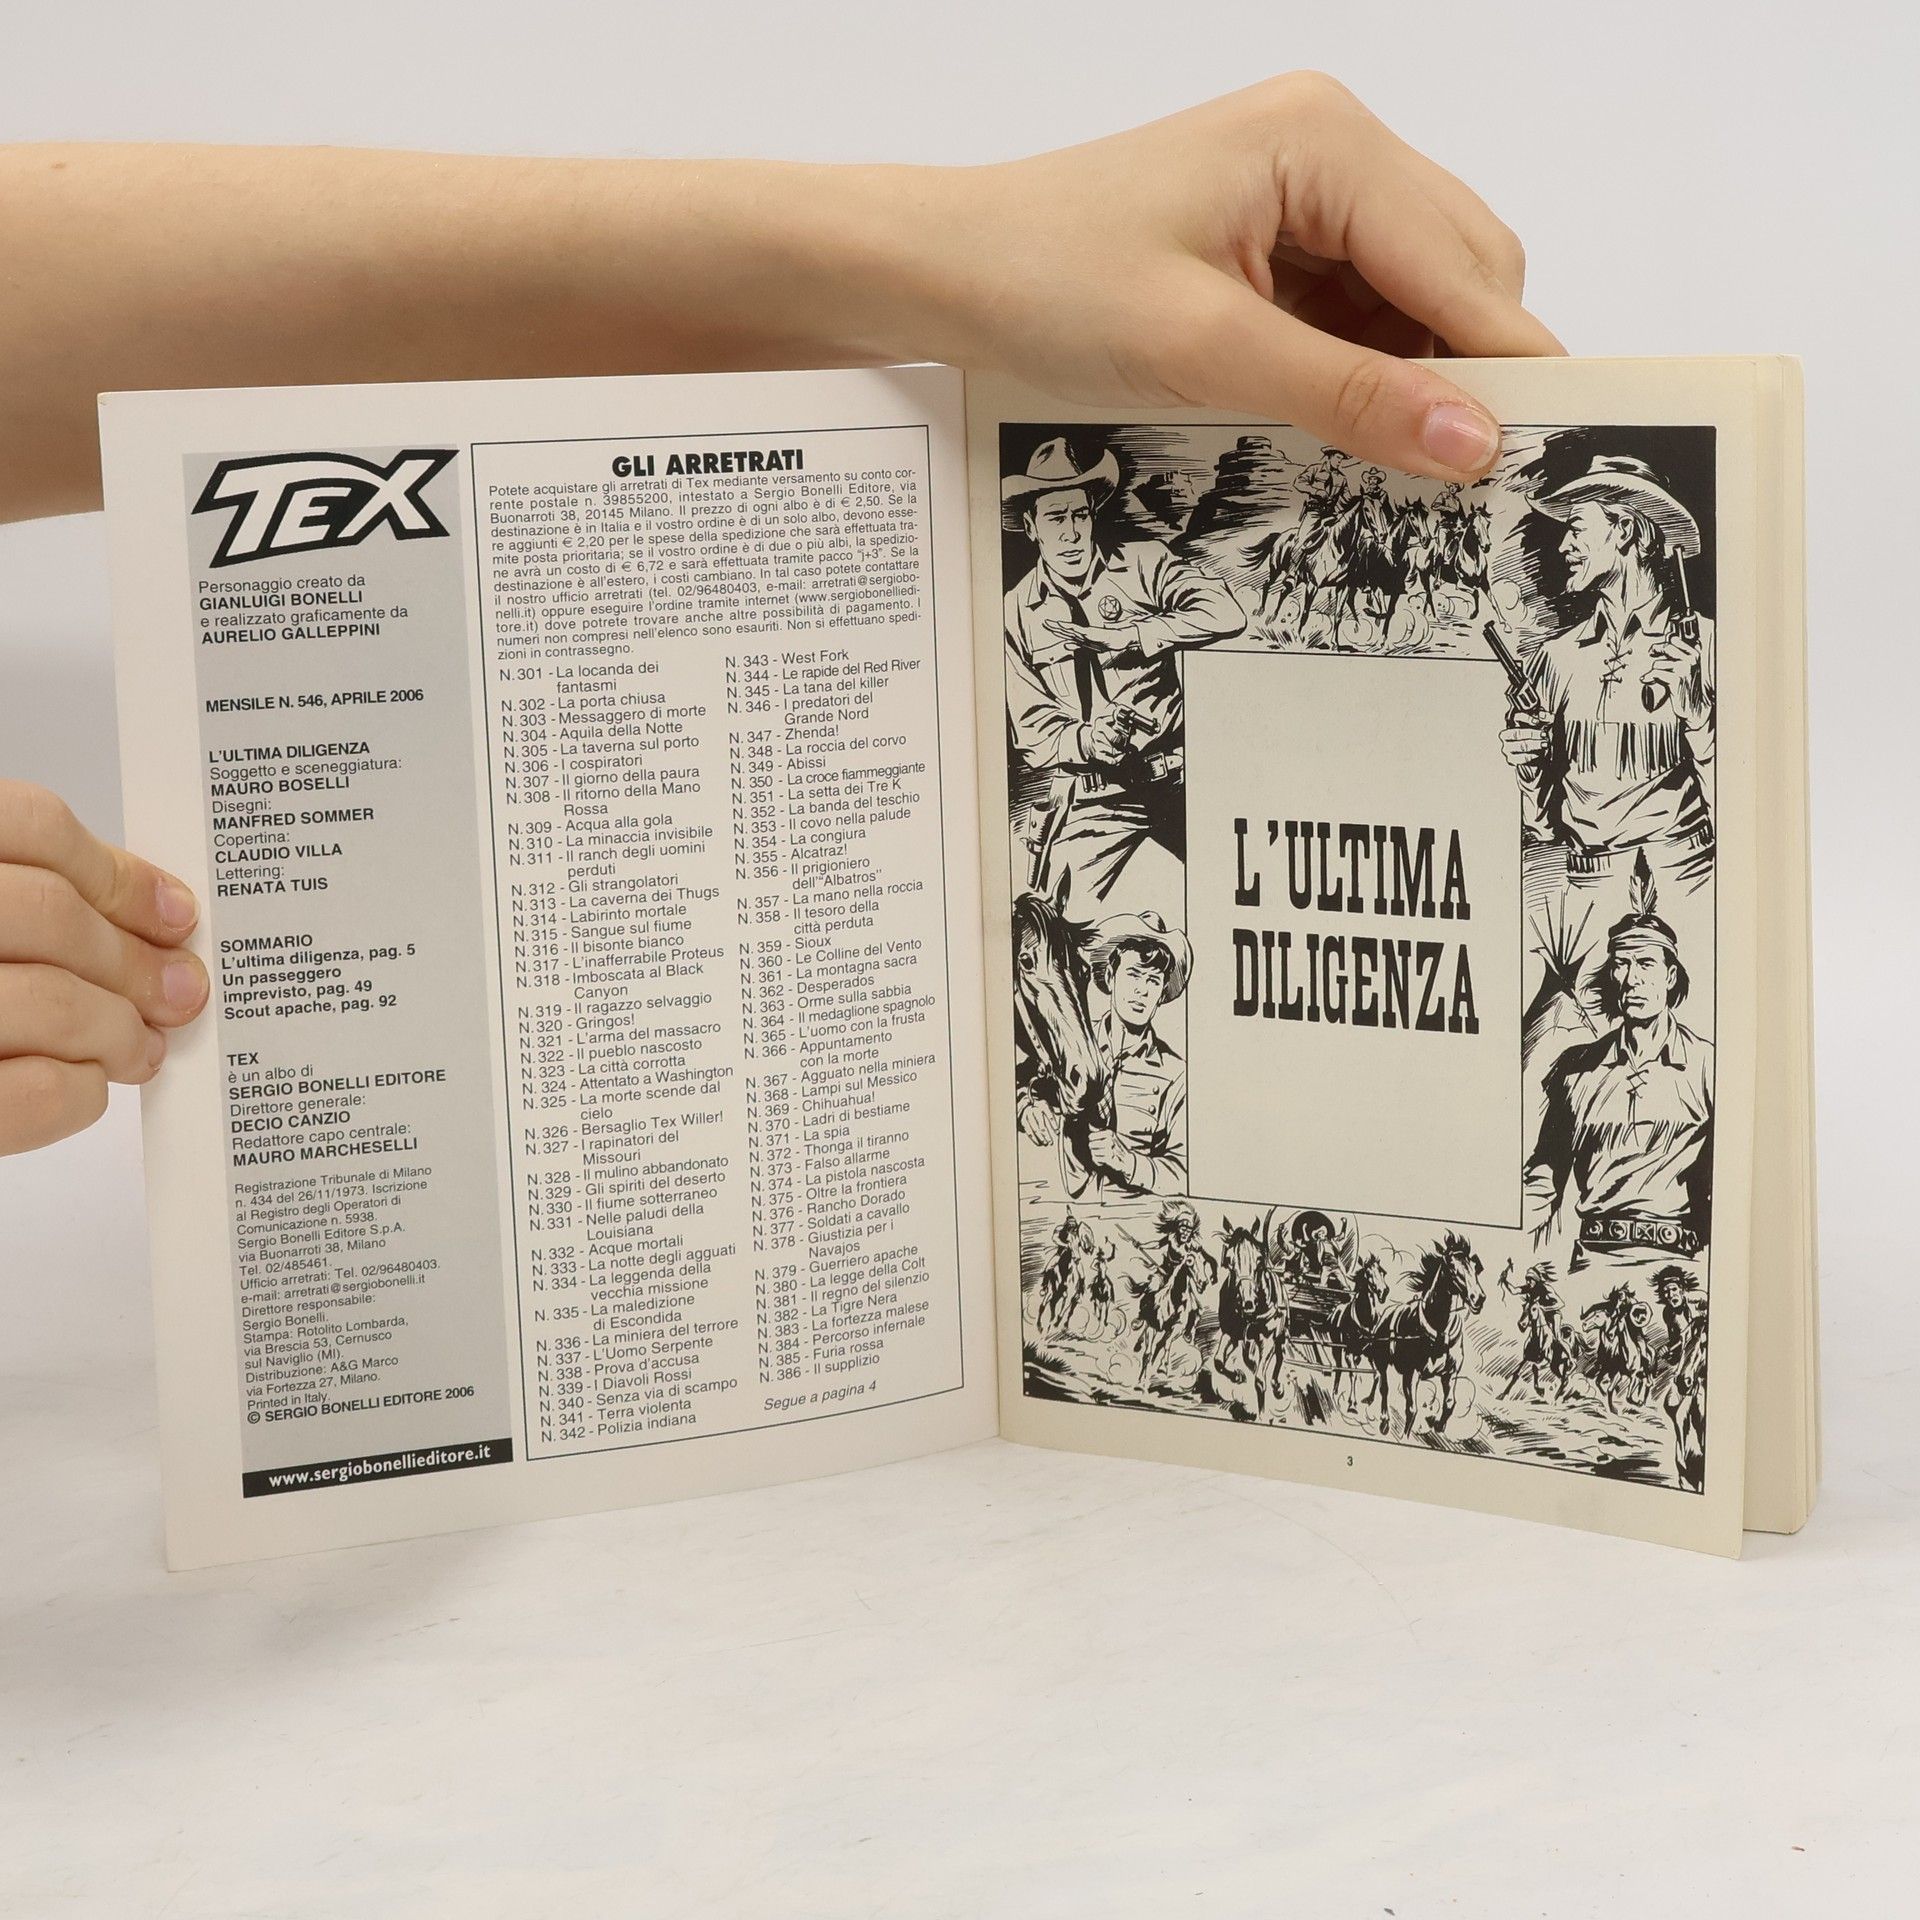 TEX
Personaggio creato da
GIANLUIGI BONELLI
e realizzato graficamente da
AURELIO GALLEPPINI
MENSILE N. 546, APRILE 2006
L'ULTIMA DILIGENZA
Soggetto e sceneggiatura:
MAURO BOSELLI
Disegni:
MANFRED SOMMER
Copertina:
CLAUDIO VILLA
Lettering:
RENATA TUIS
SOMMARIO
L'ultima diligenza, pag. 5
Un passeggero
imprevisto, pag. 49
Scout apache, pag. 92
TEX
è un albo di
SERGIO BONELLI EDITORE
Direttore generale:
DECIO CANZIO
Redattore capo centrale:
MAURO MARCHESELLI
Registrazione Tribunale di Milano
n. 434 del 26/11/1973. Iscrizione
al Registro degli Operatori di
Comunicazione n. 5938.
Sergio Bonelli Editore S.p.A.
via Buonarroti 38, Milano
Tel. 02/485461.
Ufficio arretrati: Tel. 02/96480403.
e-mail: arretrati@sergiobonelli.it
Direttore responsabile:
Sergio Bonelli.
Stampa: Rotolito Lombarda,
via Brescia 53, Cernusco
sul Naviglio (MI).
Distribuzione: A&G Marco
via Fortezza 27, Milano.
Printed in Italy.
© SERGIO BONELLI EDITORE 2006
www.sergiobonellieditore.it
GLI ARRETRATI
Potete acquistare gli arretrati di Tex mediante versamento su conto cor-
rente postale n. 39855200, intestato a Sergio Bonelli Editore, via
Buonarroti 38, 20145 Milano. Il prezzo di ogni albo è di € 2,50. Se la
destinazione è in Italia e il vostro ordine è di un solo albo, devono esse-
re aggiunti € 2,20 per le spese della spedizione che sarà effettuata tra-
mite posta prioritaria; se il vostro ordine è di due o più albi, la spedizio-
ne avrà un costo di € 6,72 e sarà effettuata tramite pacco "j+3". Se la
destinazione è all'estero, i costi cambiano. In tal caso potete contattare
il nostro ufficio arretrati (tel. 02/96480403, e-mail: arretrati@sergiobo-
nelli.it) oppure eseguire l'ordine tramite internet (www.sergiobonelliedi-
tore.it) dove potrete trovare anche altre possibilità di pagamento. I
numeri non compresi nell'elenco sono esauriti. Non si effettuano spedi-
zioni in contrassegno.
N. 301 - La locanda dei
fantasmi
N. 302 - La porta chiusa
N. 303 - Messaggero di morte
N. 304 - Aquila della Notte
N. 305 - La taverna sul porto
N. 306 - I cospiratori
N. 307 - Il giorno della paura
N. 308 - Il ritorno della Mano
Rossa
N. 309 - Acqua alla gola
N. 310 - La minaccia invisibile
N. 311 - Il ranch degli uomini
perduti
N. 312 - Gli strangolatori
N. 313 - La caverna dei Thugs
N. 314 - Labirinto mortale
N. 315 - Sangue sul fiume
N. 316 - Il bisonte bianco
N. 317 - L'inafferrabile Proteus
N. 318 - Imboscata al Black
Canyon
N. 319 - Il ragazzo selvaggio
N. 320 - Gringos!
N. 321 - L'arma del massacro
N. 322 - Il pueblo nascosto
N. 323 - La città corrotta
N. 324 - Attentato a Washington
N. 325 - La morte scende dal
cielo
N. 326 - Bersaglio Tex Willer!
N. 327 - I rapinatori del
Missouri
N. 328 - Il mulino abbandonato
N. 329 - Gli spiriti del deserto
N. 330 - Il fiume sotterraneo
N. 331 - Nelle paludi della
Louisiana
N. 332 - Acque mortali
N. 333 - La notte degli agguati
N. 334 - La leggenda della
vecchia missione
N. 335 - La maledizione
di Escondida
N. 336 - La miniera del terrore
N. 337 - L'Uomo Serpente
N. 338 - Prova d'accusa
N. 339 - I Diavoli Rossi
N. 340 - Senza via di scampo
N. 341 - Terra violenta
N. 342 - Polizia indiana
N. 343 - West Fork
N. 344 - Le rapide del Red River
N. 345 - La tana del killer
N. 346 - I predatori del
Grande Nord
N. 347 - Zhenda!
N. 348 - La roccia del corvo
N. 349 - Abissi
N. 350 - La croce fiammeggiante
N. 351 - La setta dei Tre K
N. 352 - La banda del teschio
N. 353 - Il covo nella palude
N. 354 - La congiura
N. 355 - Alcatraz!
N. 356 - Il prigioniero
dell'"Albatros"
N. 357 - La mano nella roccia
N. 358 - Il tesoro della
città perduta
N. 359 - Sioux
N. 360 - Le Colline del Vento
N. 361 - La montagna sacra
N. 362 - Desperados
N. 363 - Orme sulla sabbia
N. 364 - Il medaglione spagnolo
N. 365 - L'uomo con la frusta
N. 366 - Appuntamento
con la morte
N. 367 - Agguato nella miniera
N. 368 - Lampi sul Messico
N. 369 - Chihuahua!
N. 370 - Ladri di bestiame
N. 371 - La spia
N. 372 - Thonga il tiranno
N. 373 - Falso allarme
N. 374 - La pistola nascosta
N. 375 - Oltre la frontiera
N. 376 - Rancho Dorado
N. 377 - Soldati a cavallo
N. 378 - Giustizia per i
Navajos
N. 379 - Guerriero apache
N. 380 - La legge della Colt
N. 381 - Il regno del silenzio
N. 382 - La Tigre Nera
N. 383 - La fortezza malese
N. 384 - Percorso infernale
N. 385 - Furia rossa
N. 386 - Il supplizio
Segue a pagina 4
L'ULTIMA
DILIGENZA
3